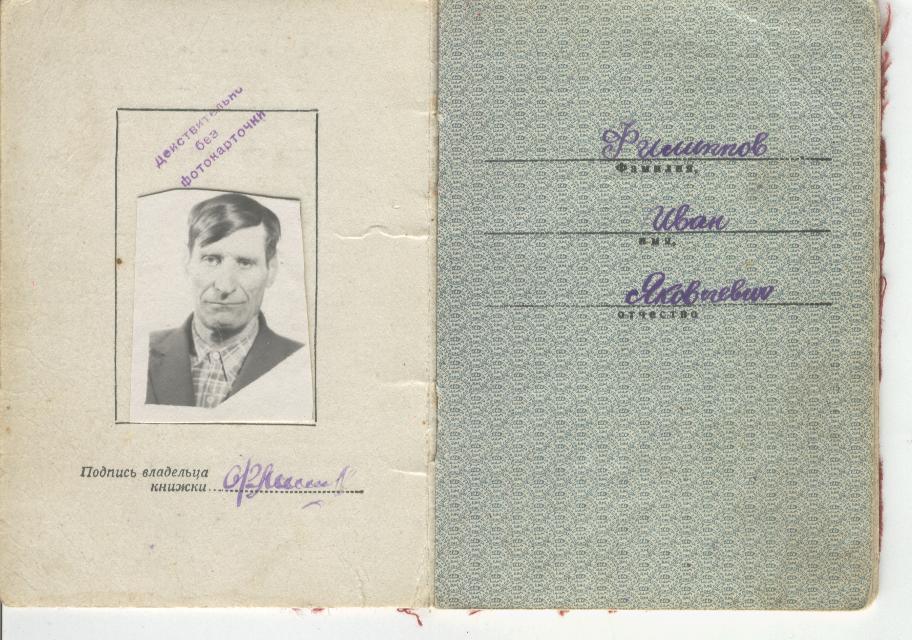 действительно
без
фотокарточки
Подпись владельца
книжки
Филиппов
Фамилия,
Иван
имя,
Яковлевич
отчество